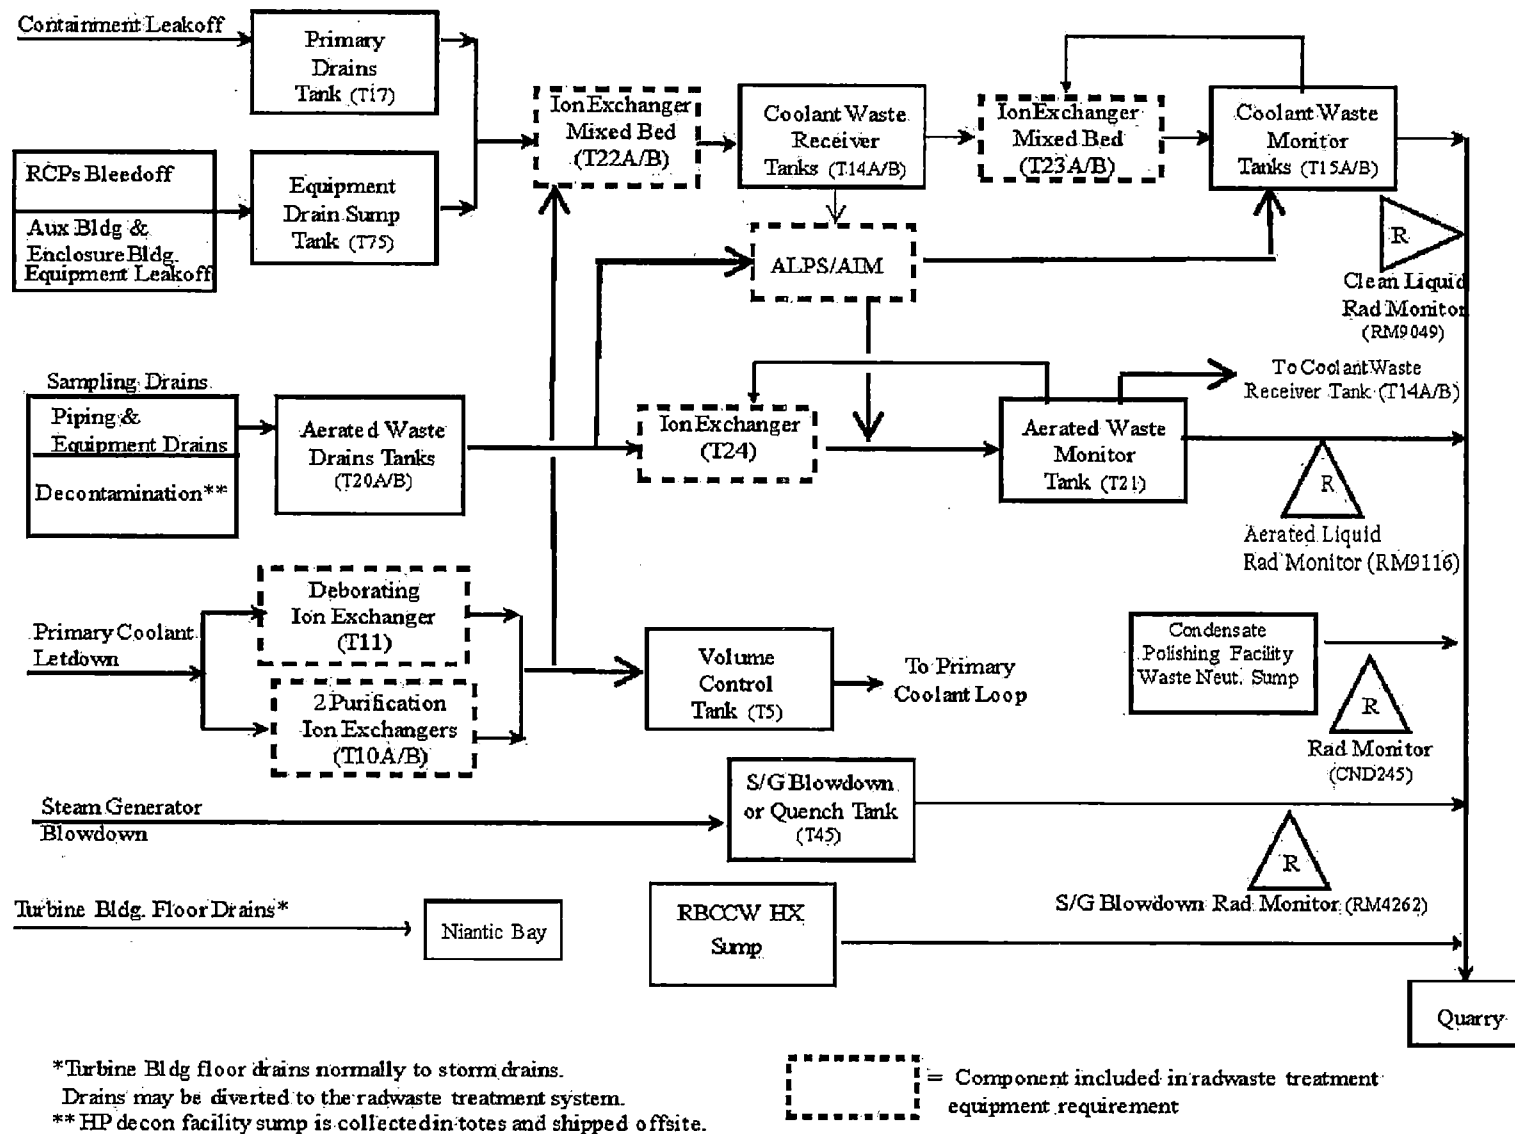 Containment Leakoff
Primary
Drains
Tank (T17)
RCPs Bleedoff
Aux Bldg &
Enclosure Bldg.
Equipment Leakoff
Equipment
Drain Sump
Tank (T75)
Ion Exchanger
Mixed Bed
(T22A/B)
Coolant Waste
Receiver
Tanks (T14A/B)
Ion Exchanger
Mixed Bed
(T23A/B)
Coolant Waste
Monitor
Tanks (T15A/B)
ALPS/AIM
R
Clean Liquid
Rad Monitor
(RM9049)
Sampling Drains
Piping &
Equipment Drains
Decontamination**
Aerated Waste
Drains Tanks
(T20A/B)
Ion Exchanger
(T24)
Aerated Waste
Monitor
Tank (T21)
To Coolant Waste
Receiver Tank (T14A/B)
R
Aerated Liquid
Rad Monitor (RM9116)
Primary Coolant
Letdown
Deborating
Ion Exchanger
(T11)
2 Purification
Ion Exchangers
(T10A/B)
Volume
Control
Tank (T5)
To Primary
Coolant Loop
Condensate
Polishing Facility
Waste Neut. Sump
R
Rad Monitor
(CND245)
Steam Generator
Blowdown
S/G Blowdown
or Quench Tank
(T45)
R
S/G Blowdown Rad Monitor (RM4262)
Turbine Bldg. Floor Drains*
Niantic Bay
RBCCW HX
Sump
Quarry
*Turbine Bldg floor drains normally to storm drains.
Drains may be diverted to the radwaste treatment system.
** HP decon facility sump is collected in totes and shipped offsite.
= Component included in radwaste treatment
equipment requirement